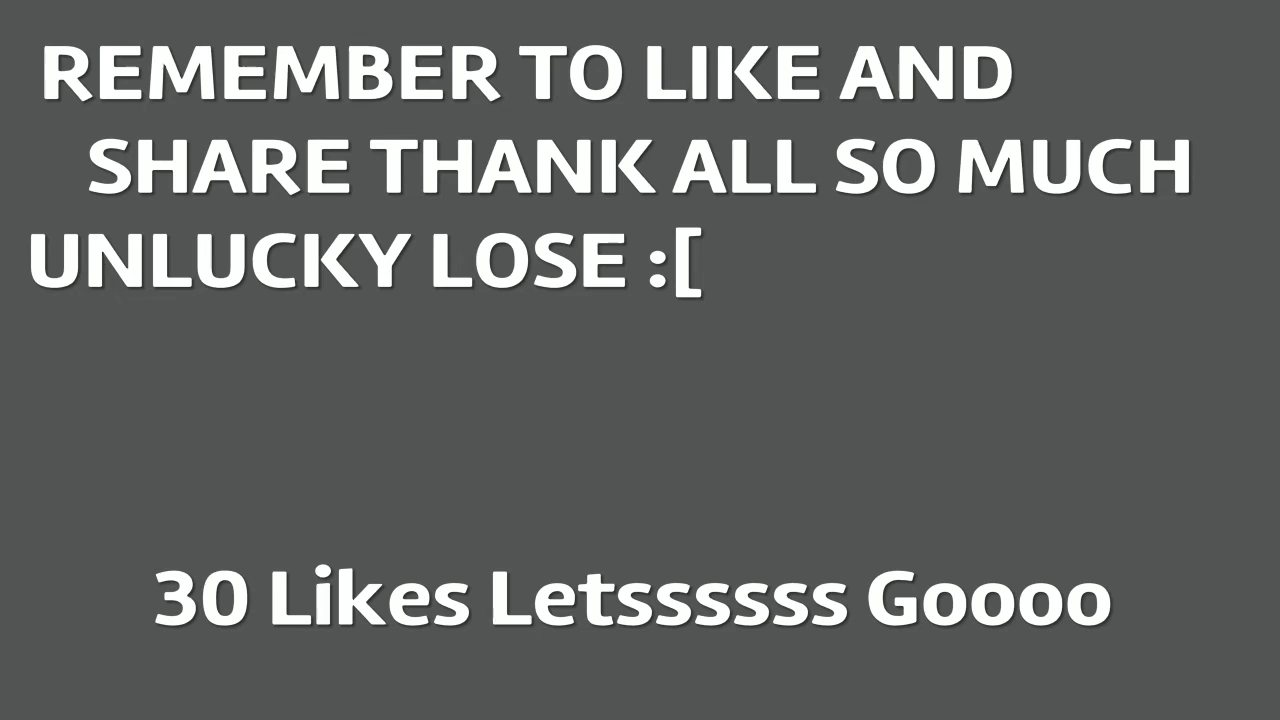 REMEMBER TO LIKE AND
SHARE THANK ALL SO MUCH
UNLUCKY LOSE :[
30 Likes Letssssss Goooo